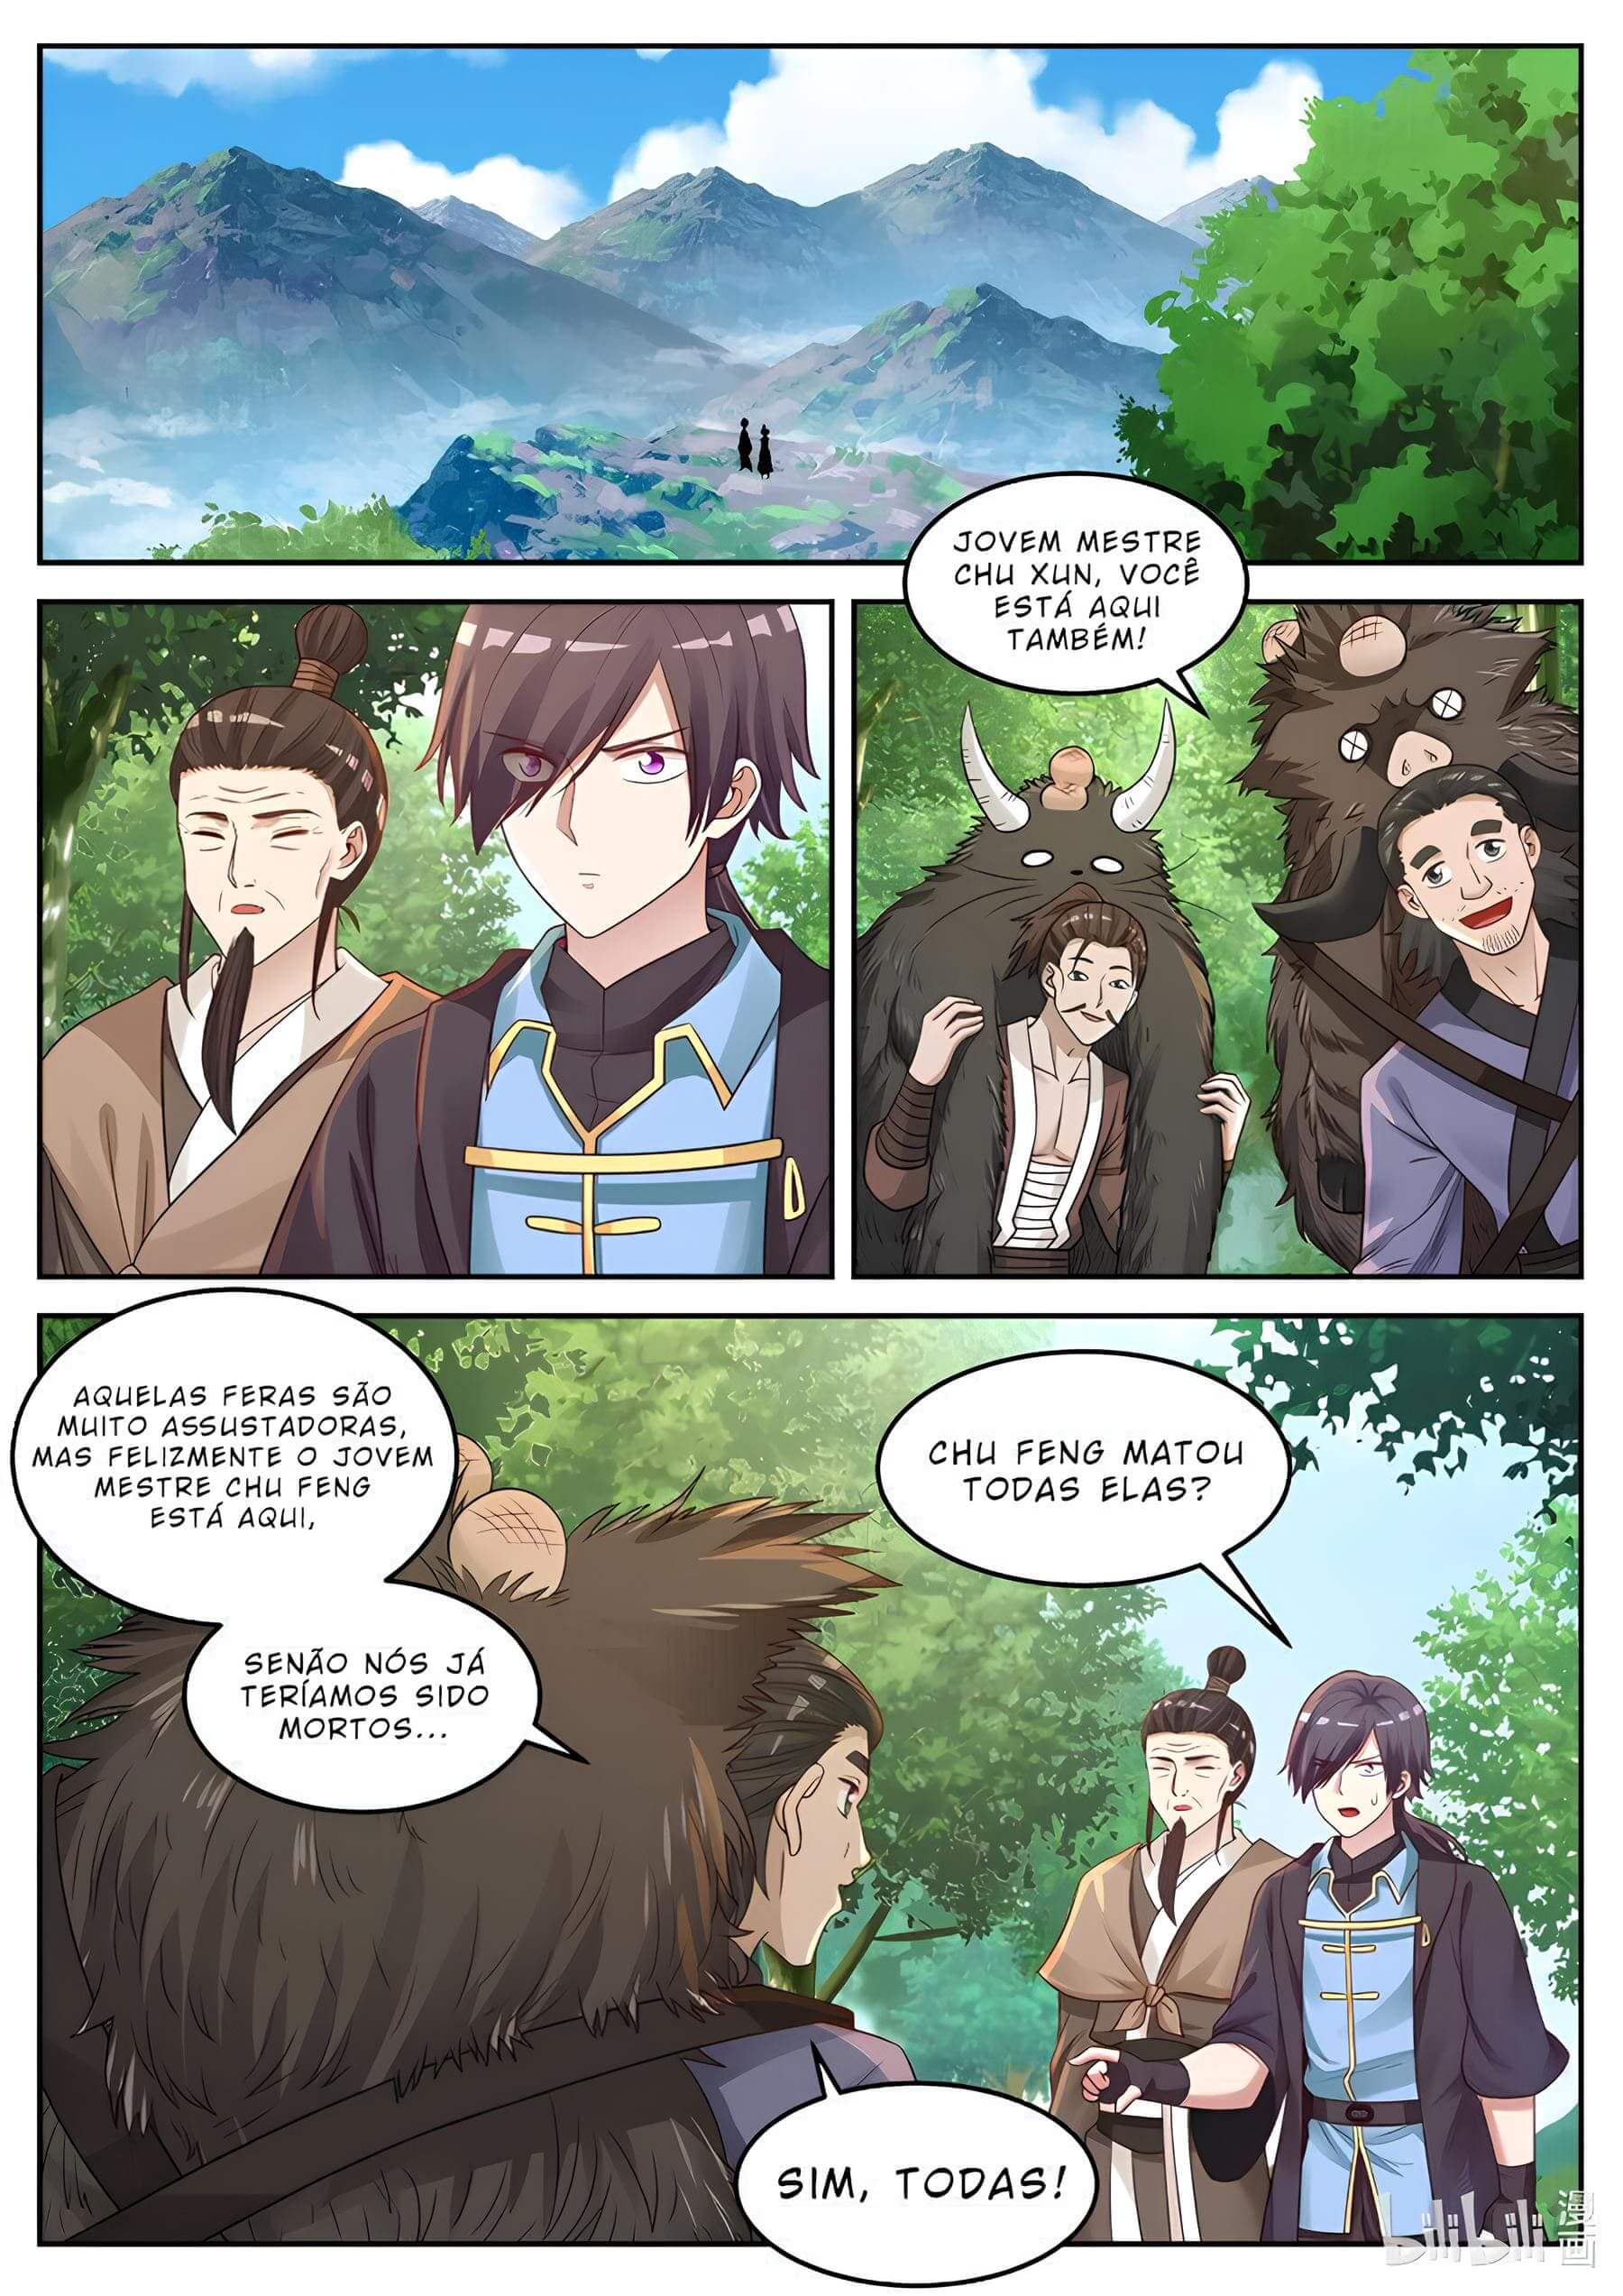 JOVEM MESTRE
CHU XUN, VOCÊ
ESTÁ AQUI
TAMBÉM!
AQUELAS FERAS SÃO
MUITO ASSUSTADORAS,
MAS FELIZMENTE O JOVEM
MESTRE CHU FENG
ESTÁ AQUI,
SENÃO NÓS JÁ
TERÍAMOS SIDO
MORTOS...
CHU FENG MATOU
TODAS ELAS?
SIM, TODAS!
bilibili
漫画